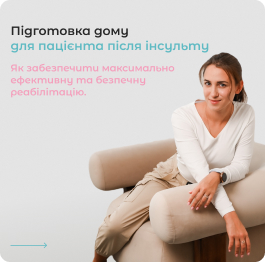 Підготовка дому
для пацієнта після інсульту
Як забезпечити максимально
ефективну та безпечну
реабілітацію.